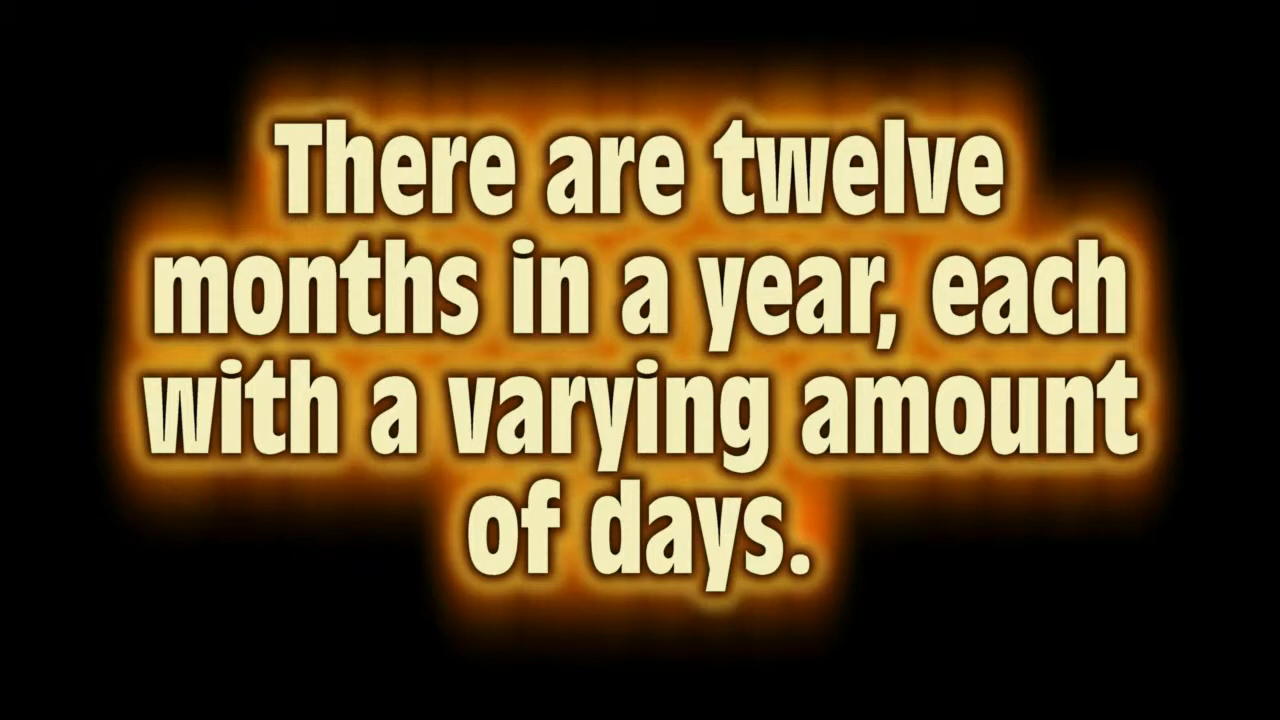 There are twelve
months in a year, each
with a varying amount
of days.